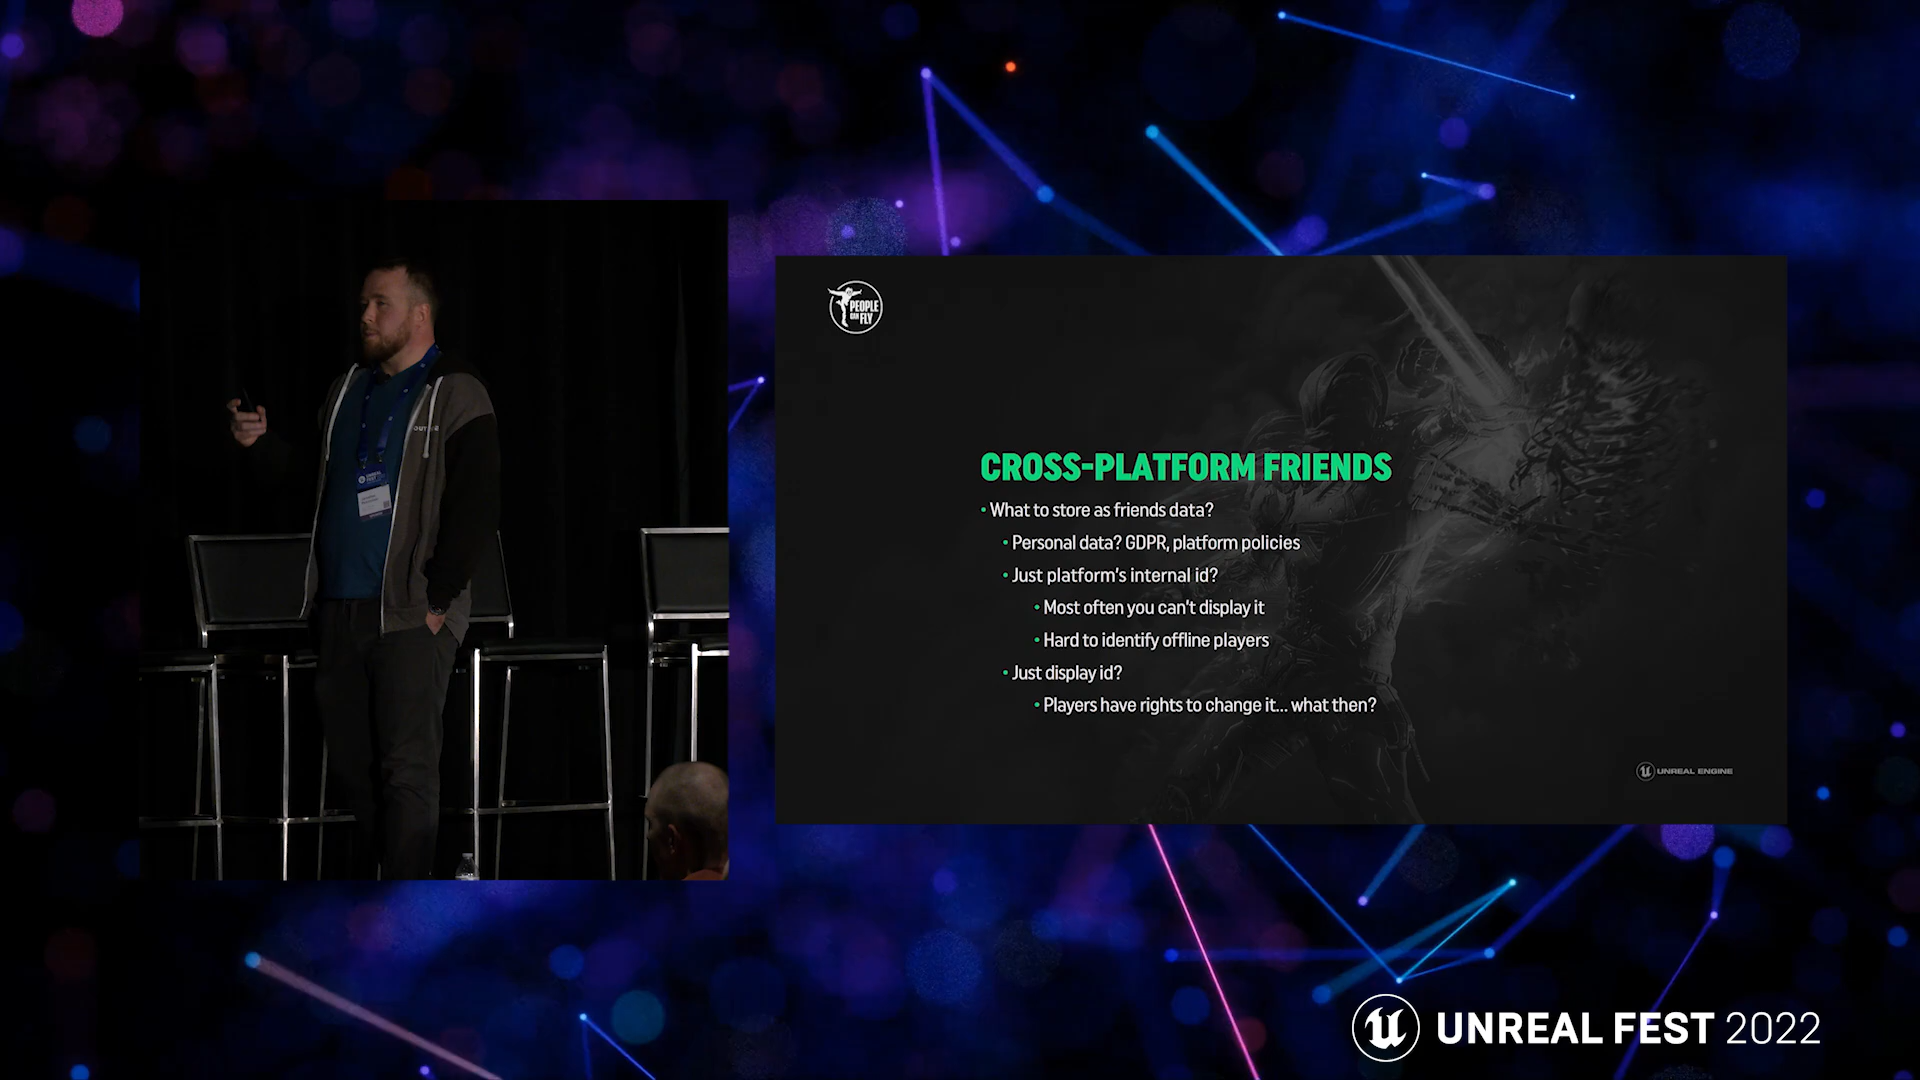 PEOPLE
CAN
FLY
CROSS-PLATFORM FRIENDS
• What to store as friends data?
• Personal data? GDPR, platform policies
• Just platform's internal id?
• Most often you can't display it
• Hard to identify offline players
• Just display id?
• Players have rights to change it... what then?
UNREAL ENGINE
UNREAL
FEST
UNREAL FEST 2022